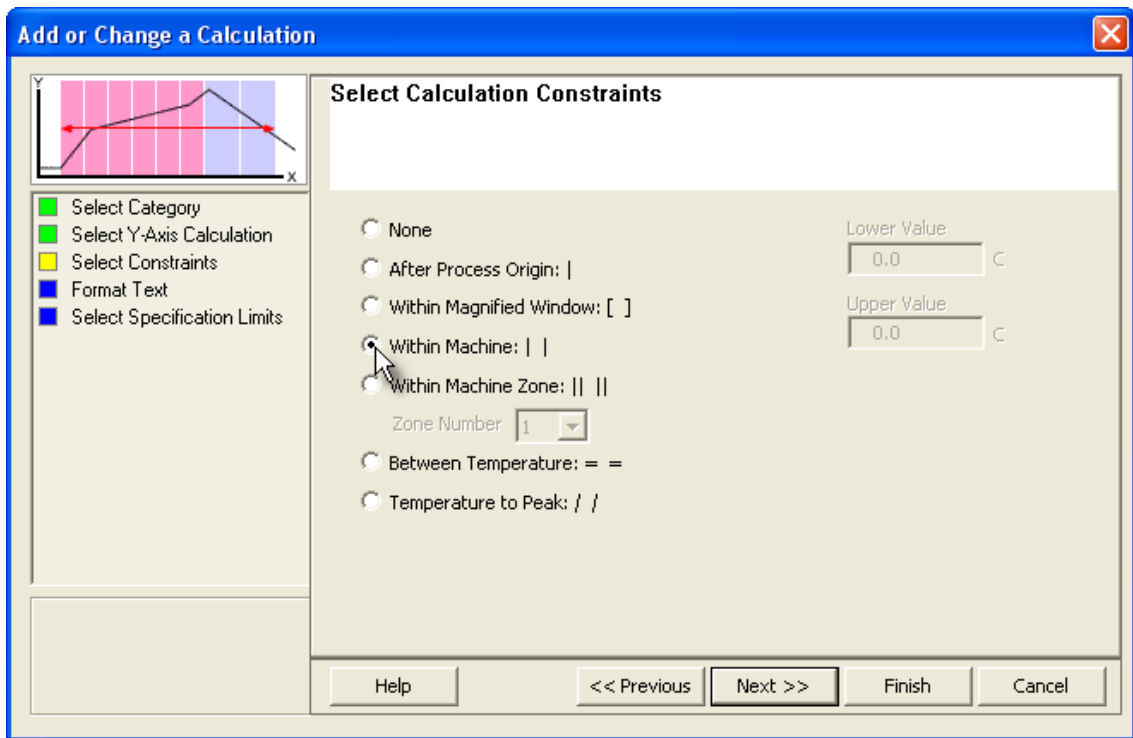 Add or Change a Calculation
Y
X
Select Category
Select Y-Axis Calculation
Select Constraints
Format Text
Select Specification Limits
Select Calculation Constraints
None
After Process Origin: |
Within Magnified Window: [ ]
Within Machine: | |
Within Machine Zone: || ||
Zone Number 1
Between Temperature: = =
Temperature to Peak: / /
Lower Value
0.0 C
Upper Value
0.0 C
Help << Previous Next >> Finish Cancel